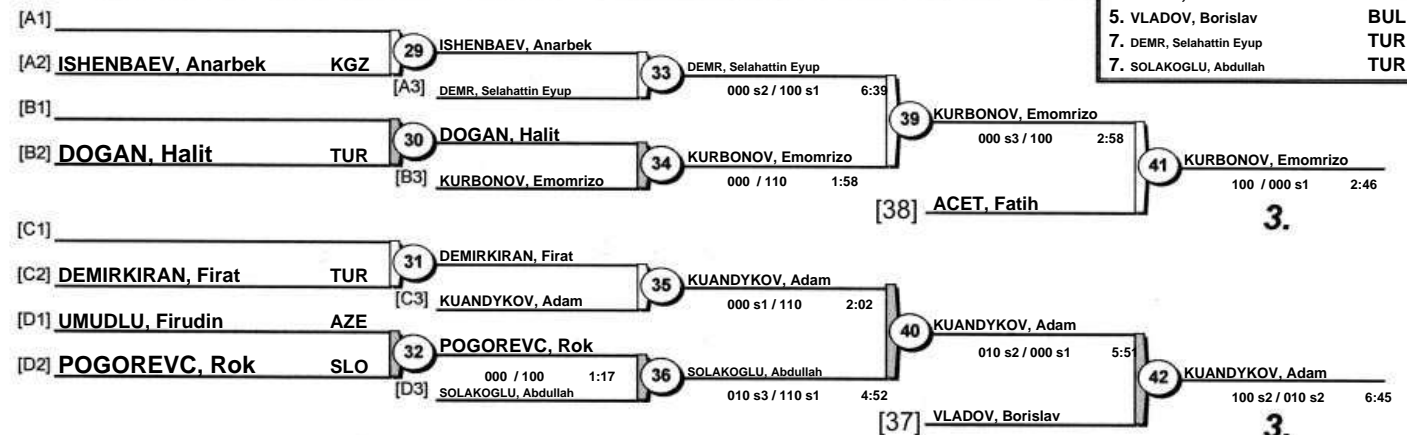 5. VLADOV, Borislav BUL
7. DEMR, Selahattin Eyup TUR
7. SOLAKOGLU, Abdullah TUR
[A1]
[A2] ISHENBAEV, Anarbek KGZ
29 ISHENBAEV, Anarbek
[A3] DEMR, Selahattin Eyup
33 DEMR, Selahattin Eyup
000 s2 / 100 s1 6:39
[B1]
[B2] DOGAN, Halit TUR
30 DOGAN, Halit
[B3] KURBONOV, Emomrizo
34 KURBONOV, Emomrizo
000 / 110 1:58
39 KURBONOV, Emomrizo
000 s3 / 100 2:58
[38] ACET, Fatih
41 KURBONOV, Emomrizo
100 / 000 s1 2:46
3.
[C1]
[C2] DEMIRKIRAN, Firat TUR
31 DEMIRKIRAN, Firat
[C3] KUANDYKOV, Adam
35 KUANDYKOV, Adam
000 s1 / 110 2:02
[D1] UMUDLU, Firudin AZE
[D2] POGOREVC, Rok SLO
32 POGOREVC, Rok
000 / 100 1:17
[D3] SOLAKOGLU, Abdullah
36 SOLAKOGLU, Abdullah
010 s3 / 110 s1 4:52
40 KUANDYKOV, Adam
010 s2 / 000 s1 5:51
[37] VLADOV, Borislav
42 KUANDYKOV, Adam
100 s2 / 010 s2 6:45
3.